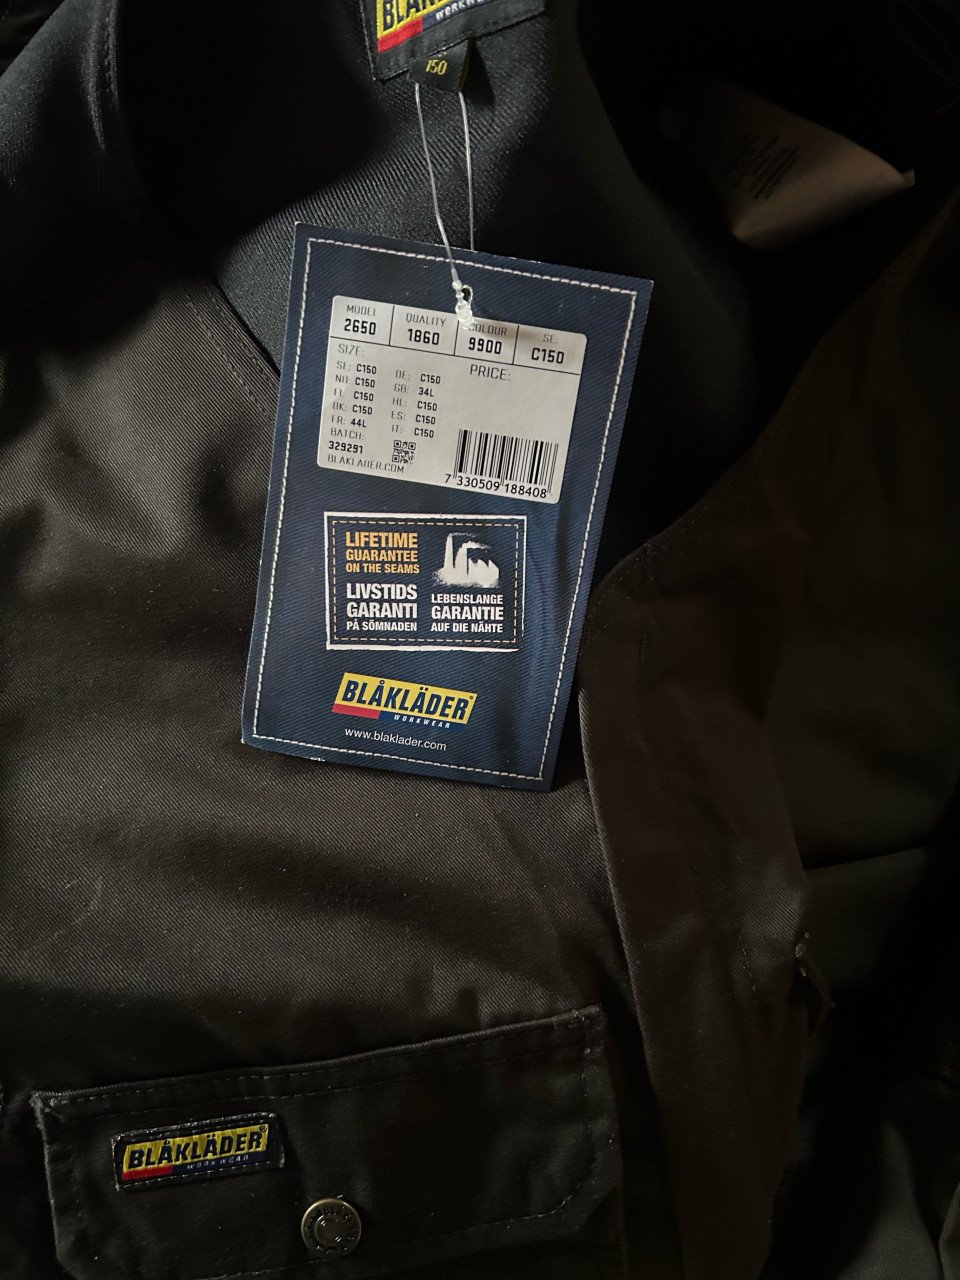 BLÅKLÄDER
WORKWEAR
150
MODEL QUALITY COLOUR SE:
2650 1860 9900 C150
SIZE: PRICE:
SE: C150 DE: C150
NO: C150 GB: 34L
FI: C150 NL: C150
DK: C150 ES: C150
FR: 44L IT: C150
BATCH:
329291
BLAKLADER.COM
7 330509 188408
LIFETIME
GUARANTEE
ON THE SEAMS
LIVSTIDS
GARANTI
PÅ SÖMNADEN
LEBENSLANGE
GARANTIE
AUF DIE NÄHTE
BLÅKLÄDER®
WORKWEAR
www.blaklader.com
BLÅKLÄDER®
WORKWEAR